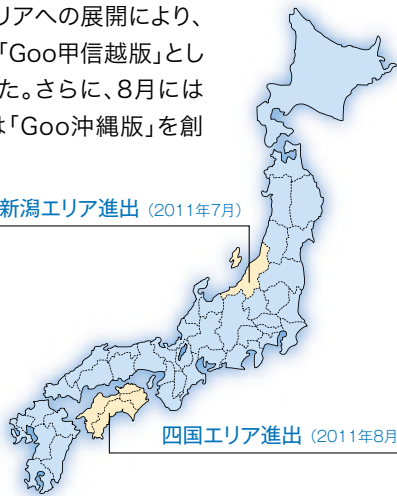 リアへの展開により、
「Goo甲信越版」とし
た。さらに、8月には
「Goo沖縄版」を創
新潟エリア進出（2011年7月）
四国エリア進出（2011年8月